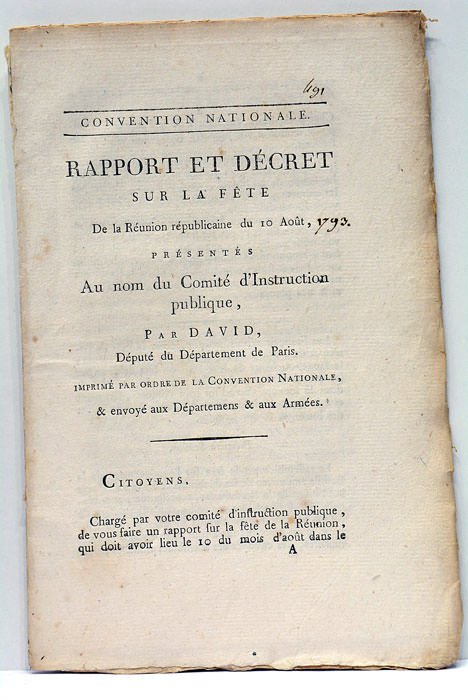 491
CONVENTION NATIONALE.
RAPPORT ET DÉCRET
SUR LA FÊTE
De la Réunion républicaine du 10 Août, 1793.
PRÉSENTÉS
Au nom du Comité d'Instruction
publique,
PAR DAVID,
Député du Département de Paris.
IMPRIMÉ PAR ORDRE DE LA CONVENTION NATIONALE,
& envoyé aux Départemens & aux Armées.
CITOYENS,
Chargé par votre comité d'inſtruction publique,
de vous faire un rapport ſur la fête de la Réunion,
qui doit avoir lieu le 10 du mois d'août dans le
A